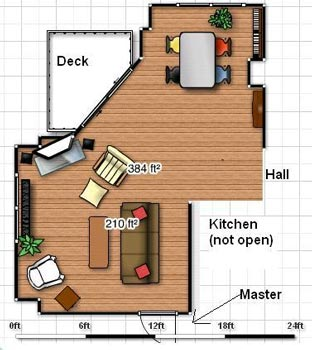 Deck
384 ft²
Hall
210 ft²
Kitchen
(not open)
Master
0ft 6ft 12ft 18ft 24ft